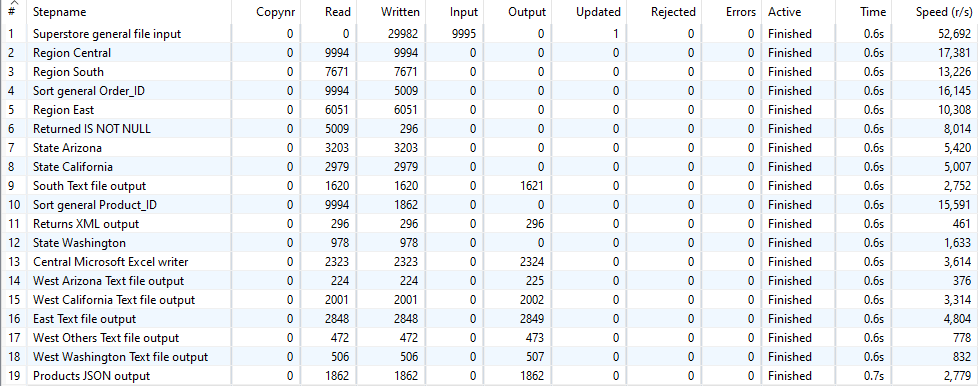 # Stepname Copynr Read Written Input Output Updated Rejected Errors Active Time Speed (r/s)
1 Superstore general file input 0 0 29982 9995 0 1 0 0 Finished 0.6s 52,692
2 Region Central 0 9994 9994 0 0 0 0 0 Finished 0.6s 17,381
3 Region South 0 7671 7671 0 0 0 0 0 Finished 0.6s 13,226
4 Sort general Order_ID 0 9994 5009 0 0 0 0 0 Finished 0.6s 16,145
5 Region East 0 6051 6051 0 0 0 0 0 Finished 0.6s 10,308
6 Returned IS NOT NULL 0 5009 296 0 0 0 0 0 Finished 0.6s 8,014
7 State Arizona 0 3203 3203 0 0 0 0 0 Finished 0.6s 5,420
8 State California 0 2979 2979 0 0 0 0 0 Finished 0.6s 5,007
9 South Text file output 0 1620 1620 0 1621 0 0 0 Finished 0.6s 2,752
10 Sort general Product_ID 0 9994 1862 0 0 0 0 0 Finished 0.6s 15,591
11 Returns XML output 0 296 296 0 296 0 0 0 Finished 0.6s 461
12 State Washington 0 978 978 0 0 0 0 0 Finished 0.6s 1,633
13 Central Microsoft Excel writer 0 2323 2323 0 2324 0 0 0 Finished 0.6s 3,614
14 West Arizona Text file output 0 224 224 0 225 0 0 0 Finished 0.6s 376
15 West California Text file output 0 2001 2001 0 2002 0 0 0 Finished 0.6s 3,314
16 East Text file output 0 2848 2848 0 2849 0 0 0 Finished 0.6s 4,804
17 West Others Text file output 0 472 472 0 473 0 0 0 Finished 0.6s 778
18 West Washington Text file output 0 506 506 0 507 0 0 0 Finished 0.6s 832
19 Products JSON output 0 1862 1862 0 1862 0 0 0 Finished 0.7s 2,779